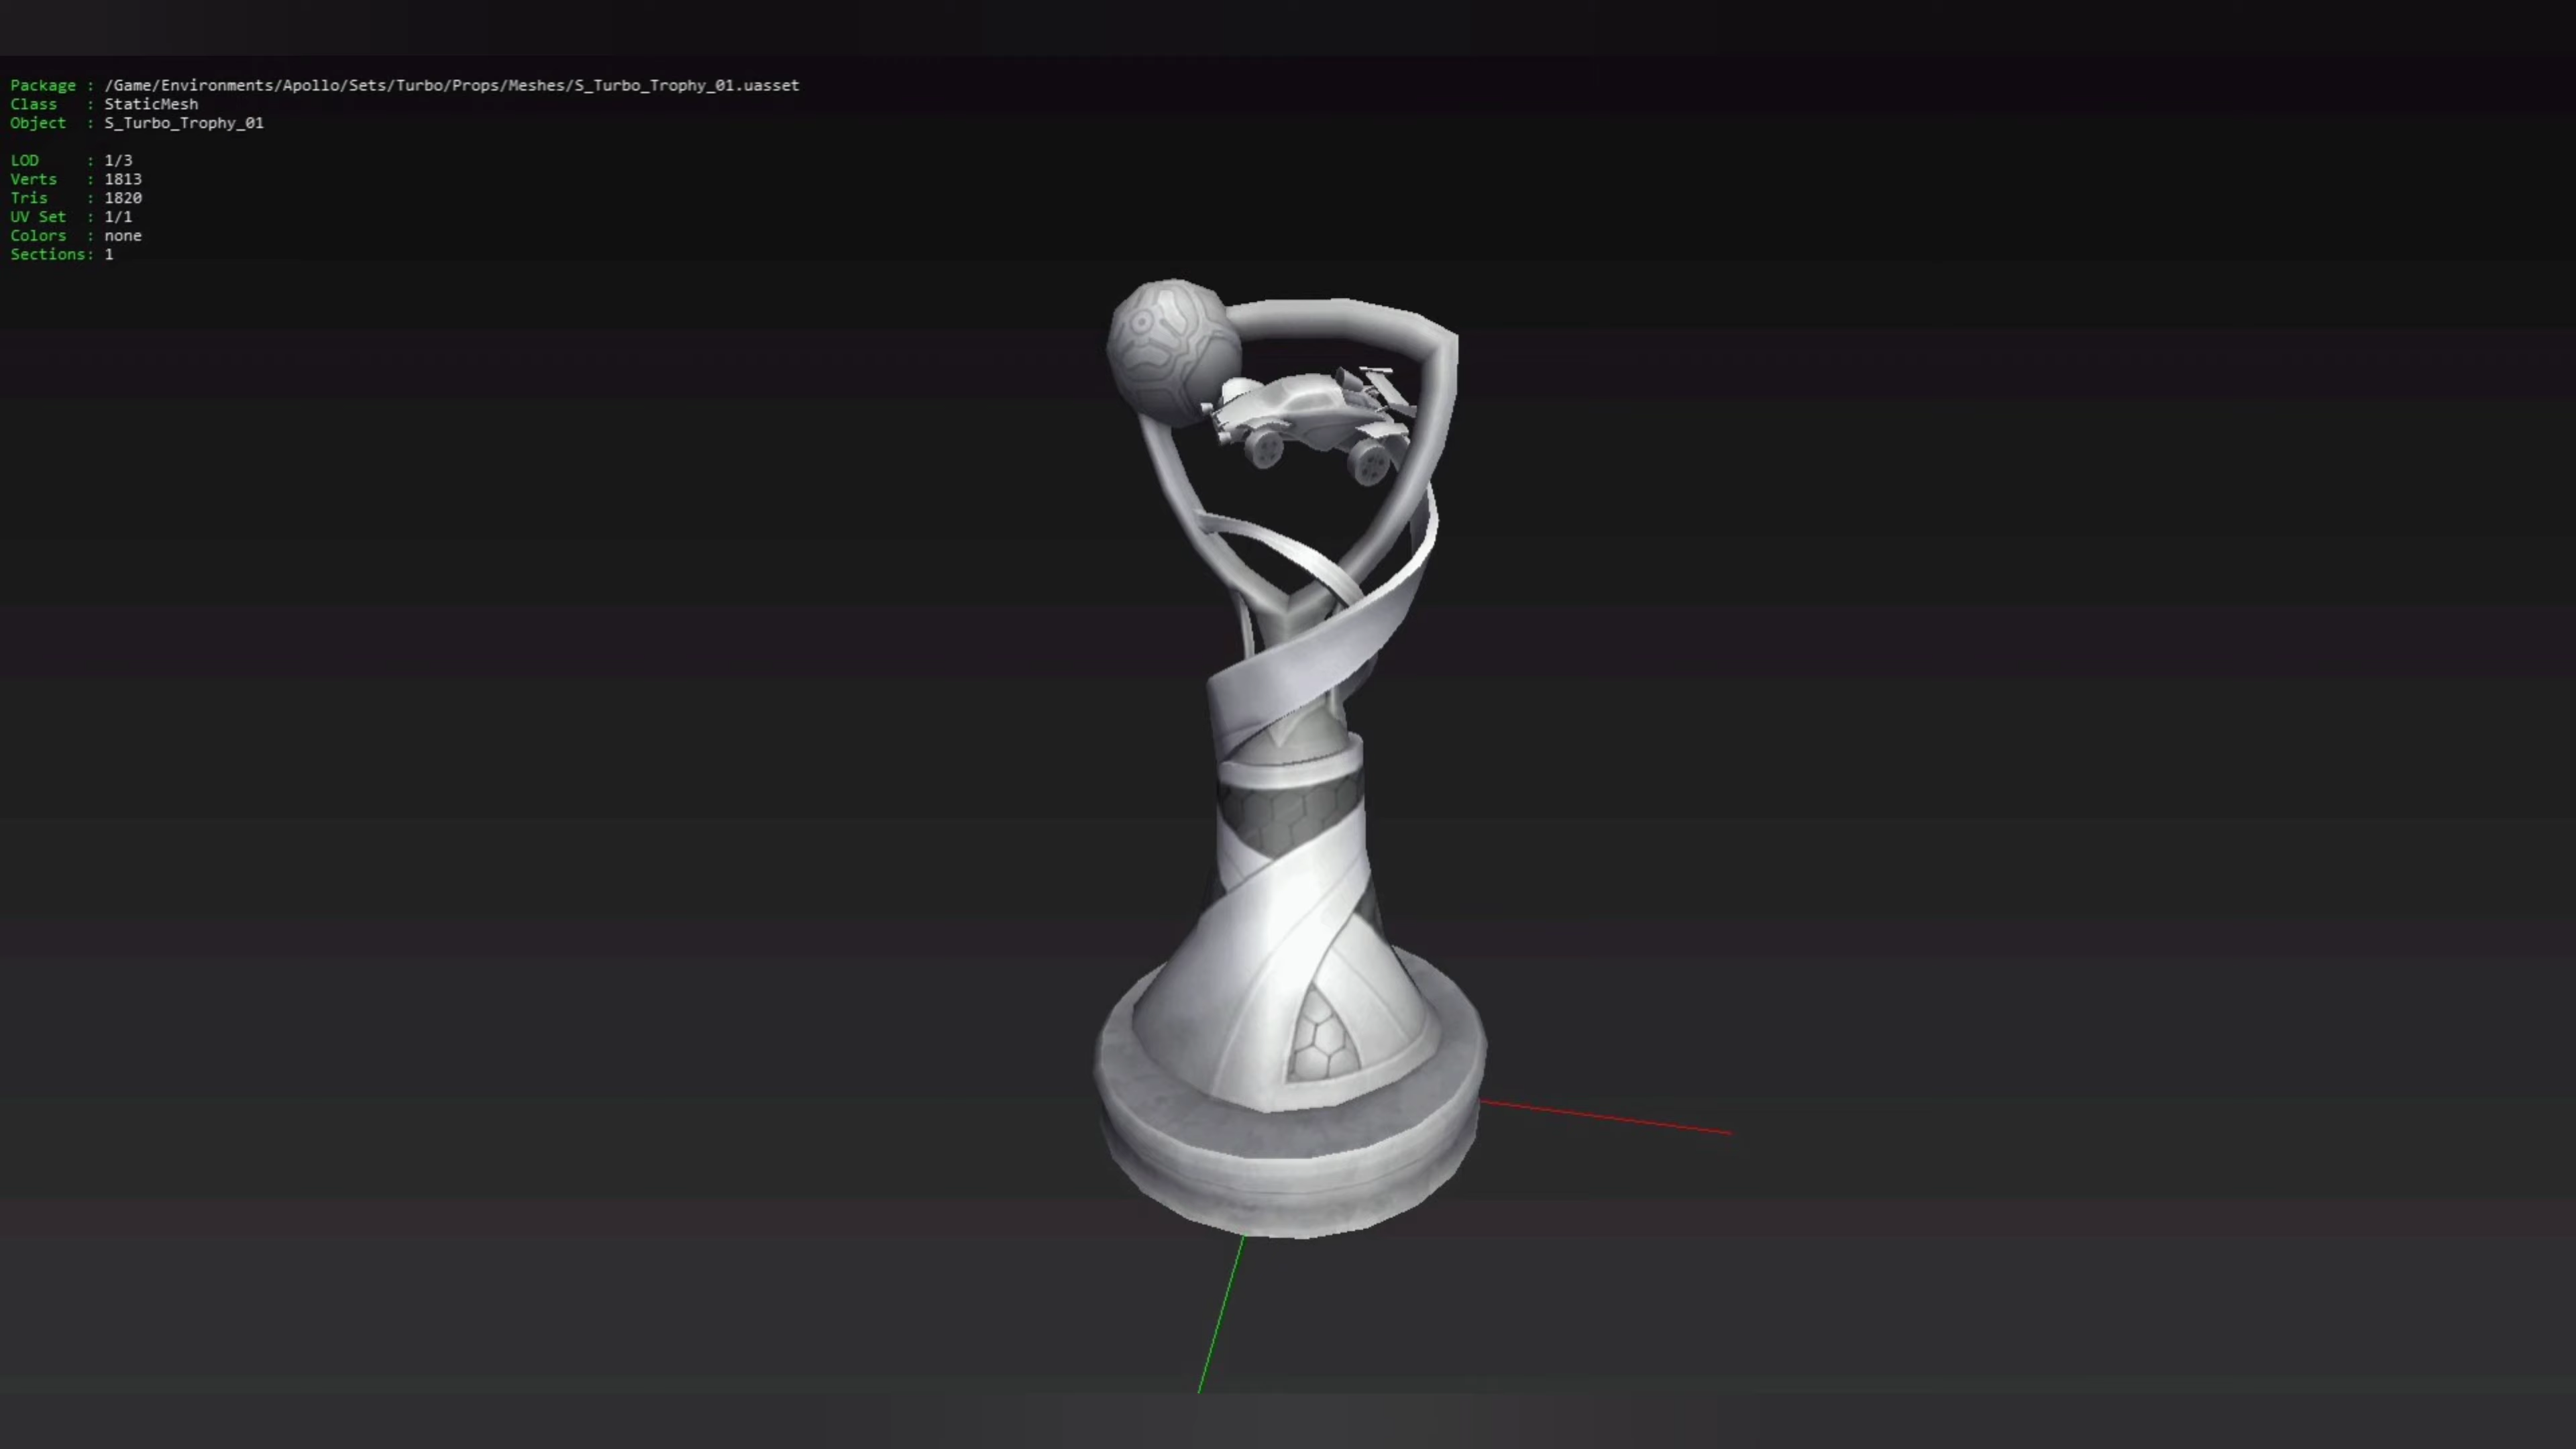 Package : /Game/Environments/Apollo/Sets/Turbo/Props/Meshes/S_Turbo_Trophy_01.uasset
Class : StaticMesh
Object : S_Turbo_Trophy_01
LOD : 1/3
Verts : 1813
Tris : 1820
UV Set : 1/1
Colors : none
Sections: 1